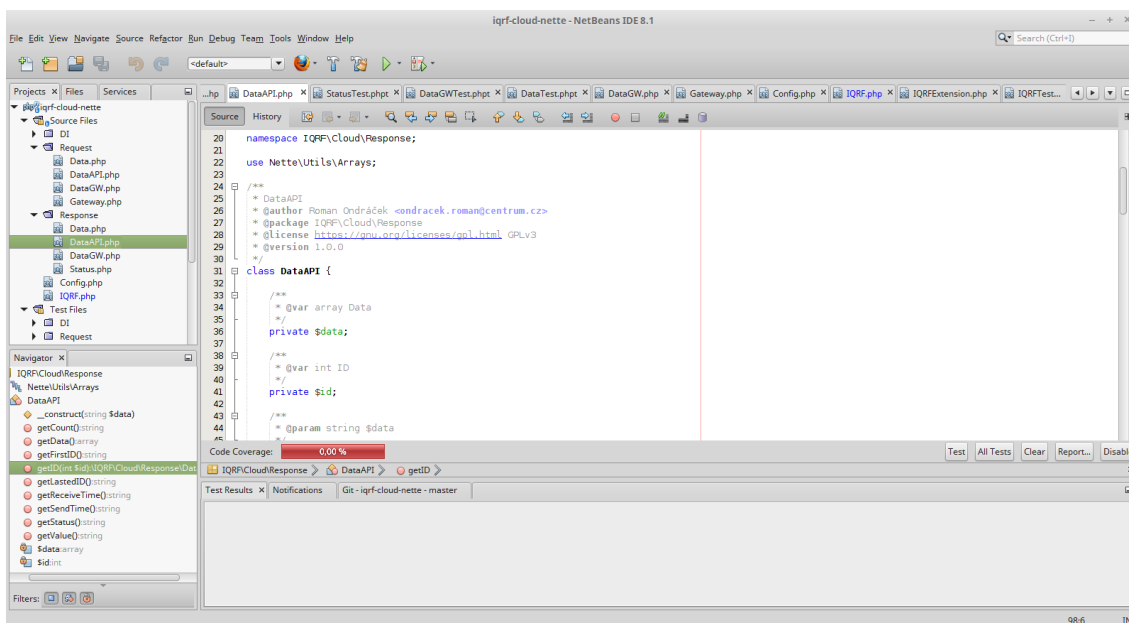 iqrf-cloud-nette - NetBeans IDE 8.1
File Edit View Navigate Source Refactor Run Debug Team Tools Window Help
Search (Ctrl+I)
<default>
Projects Files Services
iqrf-cloud-nette
Source Files
DI
Request
Data.php
DataAPI.php
DataGW.php
Gateway.php
Response
Data.php
DataAPI.php
DataGW.php
Status.php
Config.php
IQRF.php
Test Files
DI
Request
Navigator
IQRF\Cloud\Response
Nette\Utils\Arrays
DataAPI
__construct(string $data)
getCount():string
getData():array
getFirstID():string
getID(int $id):\IQRF\Cloud\Response\Dat
getLastedID():string
getReceiveTime():string
getSendTime():string
getStatus():string
getValue():string
$data:array
$id:int
Filters:
...hp DataAPI.php StatusTest.phpt DataGWTest.phpt DataTest.phpt DataGW.php Gateway.php Config.php IQRF.php IQRFExtension.php IQRFTest...
Source History
20 namespace IQRF\Cloud\Response;
21
22 use Nette\Utils\Arrays;
23
24 /**
25 * DataAPI
26 * @author Roman Ondráček <ondracek.roman@centrum.cz>
27 * @package IQRF\Cloud\Response
28 * @license https://gnu.org/licenses/gpl.html GPLv3
29 * @version 1.0.0
30 */
31 class DataAPI {
32
33 /**
34 * @var array Data
35 */
36 private $data;
37
38 /**
39 * @var int ID
40 */
41 private $id;
42
43 /**
44 * @param string $data
45 */
Code Coverage: 0,00 % Test All Tests Clear Report... Disabl
IQRF\Cloud\Response DataAPI getID
Test Results Notifications Git - iqrf-cloud-nette - master
98:6 IN